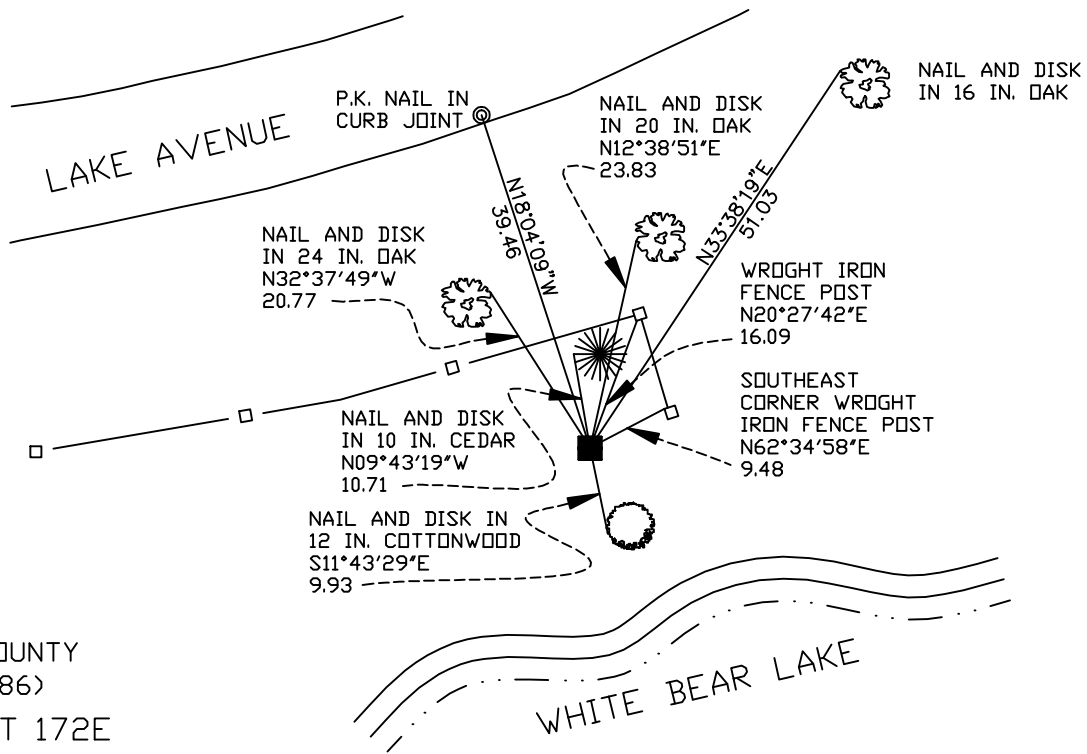 NAIL AND DISK
IN 16 IN. OAK
P.K. NAIL IN
CURB JOINT
NAIL AND DISK
IN 20 IN. OAK
N12°38'51"E
23.83
LAKE AVENUE
N18°04'09"W
39.46
N33°38'19"E
51.03
NAIL AND DISK
IN 24 IN. OAK
N32°37'49"W
20.77
WROGHT IRON
FENCE POST
N20°27'42"E
16.09
SOUTHEAST
CORNER WROGHT
IRON FENCE POST
N62°34'58"E
9.48
NAIL AND DISK
IN 10 IN. CEDAR
N09°43'19"W
10.71
NAIL AND DISK IN
12 IN. COTTONWOOD
S11°43'29"E
9.93
OUNTY
86)
T 172E
WHITE BEAR LAKE